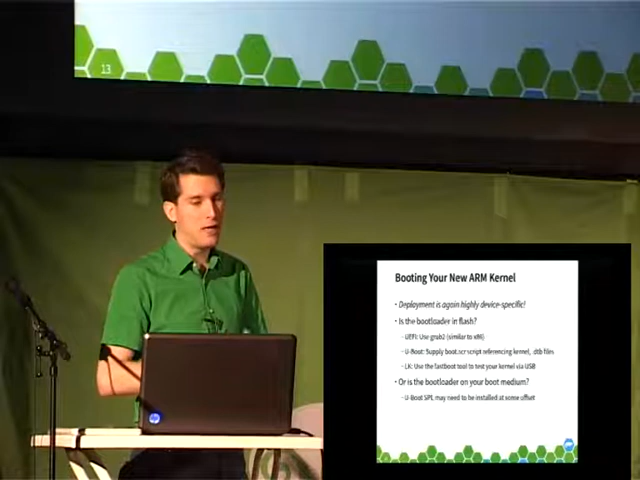 13
Booting Your New ARM Kernel
• Deployment is again highly device-specific!
• Is the bootloader in flash?
- UEFI: Use grub2 (similar to x86)
- U-Boot: Supply boot.scr script referencing kernel, dtb files
- LK: Use the fastboot tool to test your kernel via USB
• Or is the bootloader on your boot medium?
- U-Boot SPL may need to be installed at some offset
hp